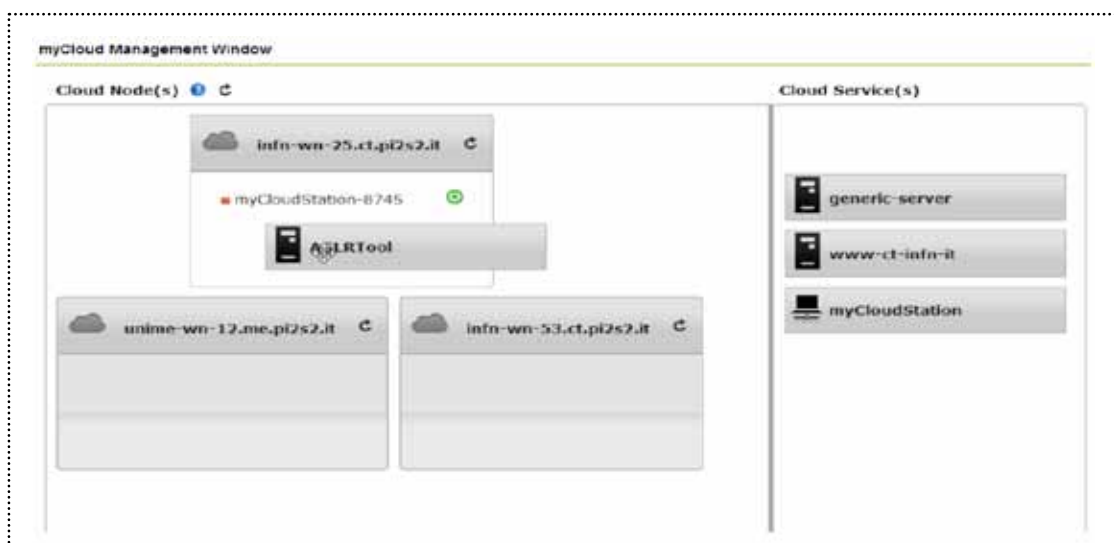 myCloud Management Window
Cloud Node(s)
Cloud Service(s)
infn-wn-25.ct.pi2s2.it
myCloudStation-8745
ASLRTool
unime-wn-12.me.pi2s2.it
infn-wn-53.ct.pi2s2.it
generic-server
www-ct-infn-it
myCloudStation